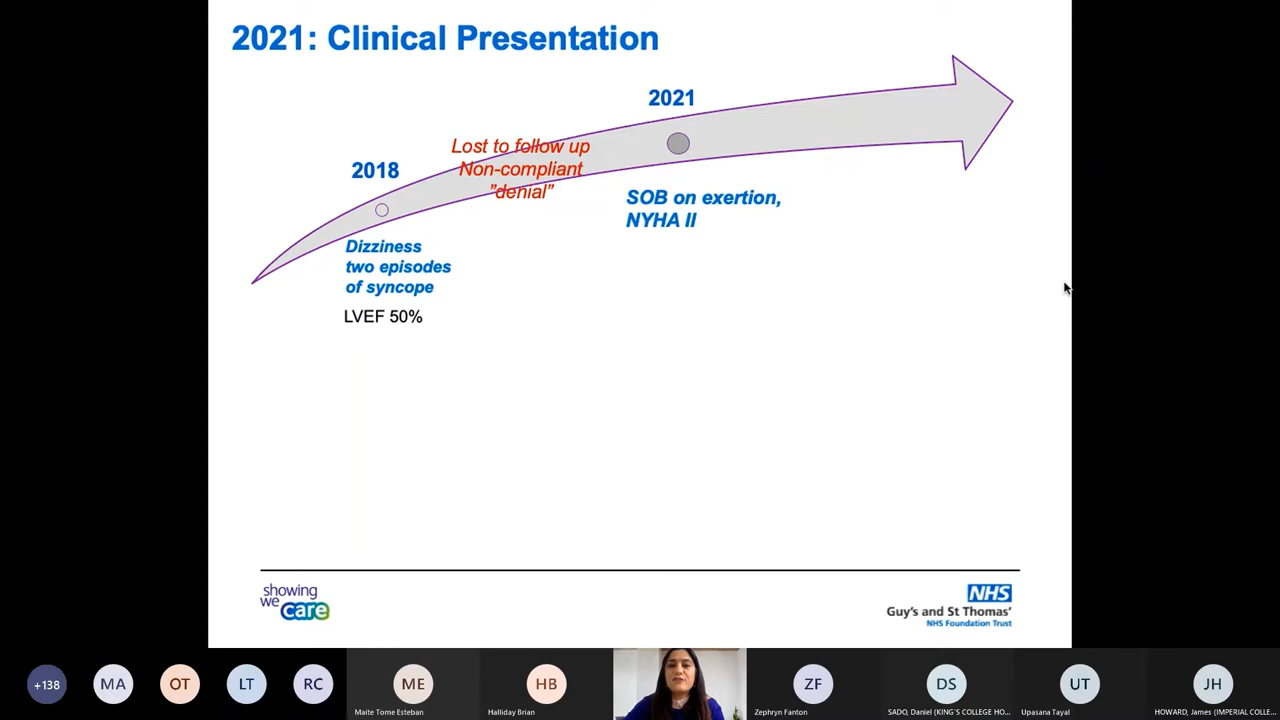 2021: Clinical Presentation
2021
Lost to follow up
Non-compliant
"denial"
2018
SOB on exertion,
NYHA II
Dizziness
two episodes
of syncope
LVEF 50%
showing
we care
NHS
Guy's and St Thomas'
NHS Foundation Trust
+138
MA
OT
LT
RC
ME
Maite Tome Esteban
HB
Halliday Brian
ZF
Zephryn Fanton
DS
SADO, Daniel (KING'S COLLEGE HO...
UT
Upasana Tayal
JH
HOWARD, James (IMPERIAL COLLE...